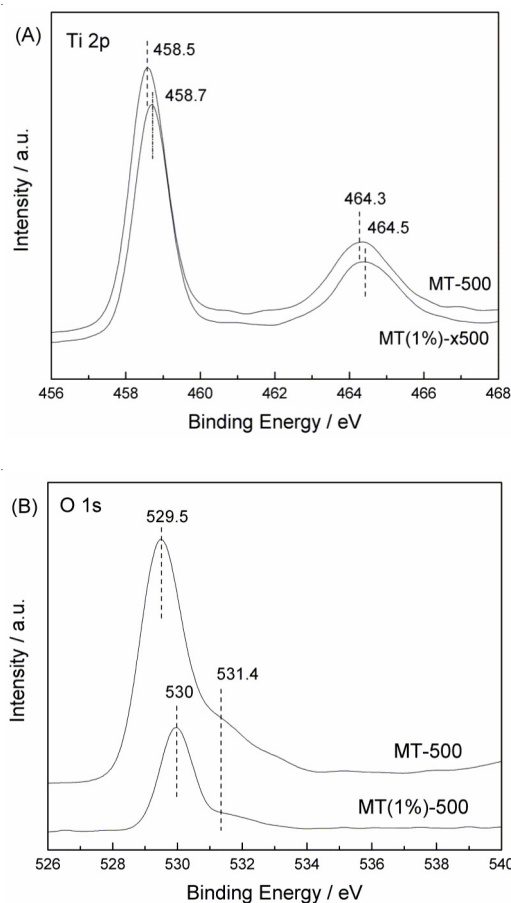 (A)
Ti 2p
458.5
458.7
464.3
464.5
MT-500
MT(1%)-x500
Intensity / a.u.
456 458 460 462 464 466 468
Binding Energy / eV
(B)
O 1s
529.5
531.4
530
MT-500
MT(1%)-500
Intensity / a.u.
526 528 530 532 534 536 538 540
Binding Energy / eV